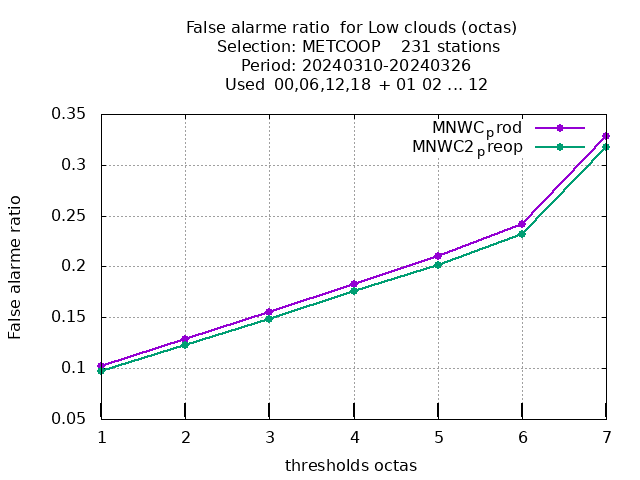 False alarme ratio  for Low clouds (octas)
Selection: METCOOP    231 stations
Period: 20240310-20240326
Used  00,06,12,18 + 01 02 ... 12
MNWCprod
MNWC2preop
0.35
0.3
0.25
0.2
0.15
0.1
0.05
False alarme ratio
1 2 3 4 5 6 7
thresholds octas